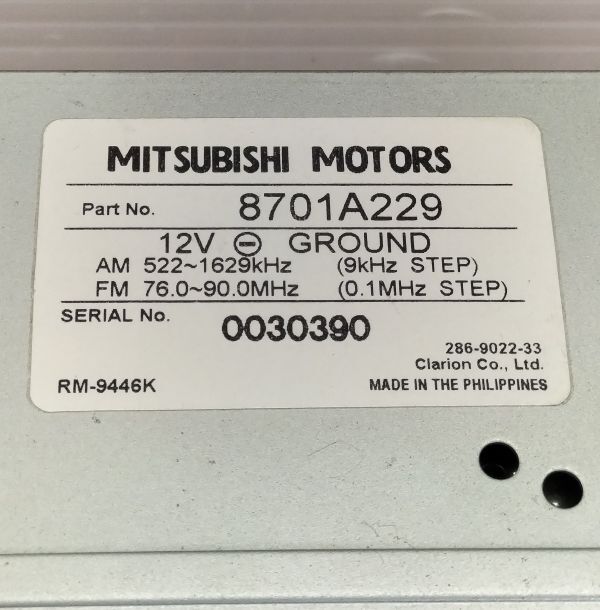 MITSUBISHI MOTORS
Part No. 8701A229
12V ⊖ GROUND
AM 522~1629kHz (9kHz STEP)
FM 76.0~90.0MHz (0.1MHz STEP)
SERIAL No. 0030390
286-9022-33
Clarion Co., Ltd.
RM-9446K MADE IN THE PHILIPPINES